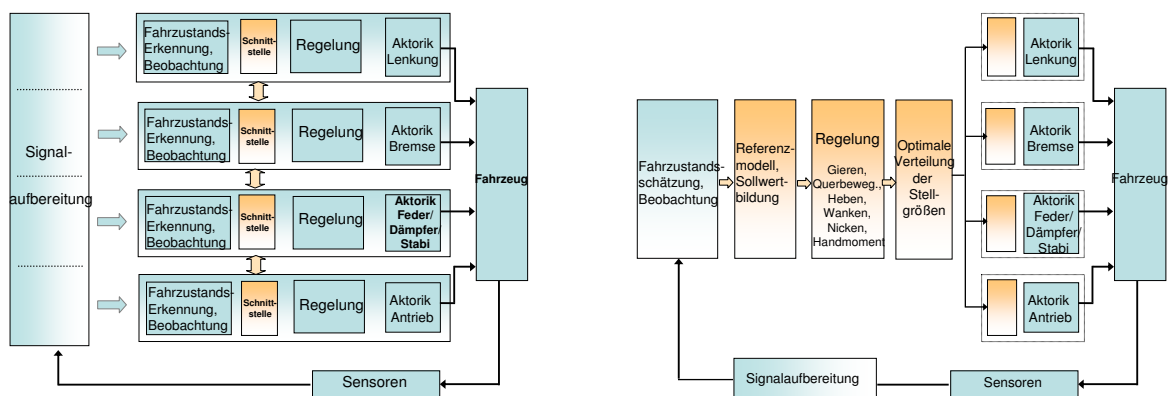 Signal-
aufbereitung
Fahrzustands-
Erkennung,
Beobachtung
Schnitt-
stelle
Regelung
Aktorik
Lenkung
Fahrzustands-
Erkennung,
Beobachtung
Schnitt-
stelle
Regelung
Aktorik
Bremse
Fahrzustands-
Erkennung,
Beobachtung
Schnitt-
stelle
Regelung
Aktorik
Feder/
Dämpfer/
Stabi
Fahrzustands-
Erkennung,
Beobachtung
Schnitt-
stelle
Regelung
Aktorik
Antrieb
Fahrzeug
Sensoren
Fahrzustands-
schätzung,
Beobachtung
Referenz-
modell,
Sollwert-
bildung
Regelung
Gieren,
Querbeweg.,
Heben,
Wanken,
Nicken,
Handmoment
Optimale
Verteilung
der
Stell-
größen
Aktorik
Lenkung
Aktorik
Bremse
Aktorik
Feder/
Dämpfer/
Stabi
Aktorik
Antrieb
Fahrzeug
Signalaufbereitung
Sensoren